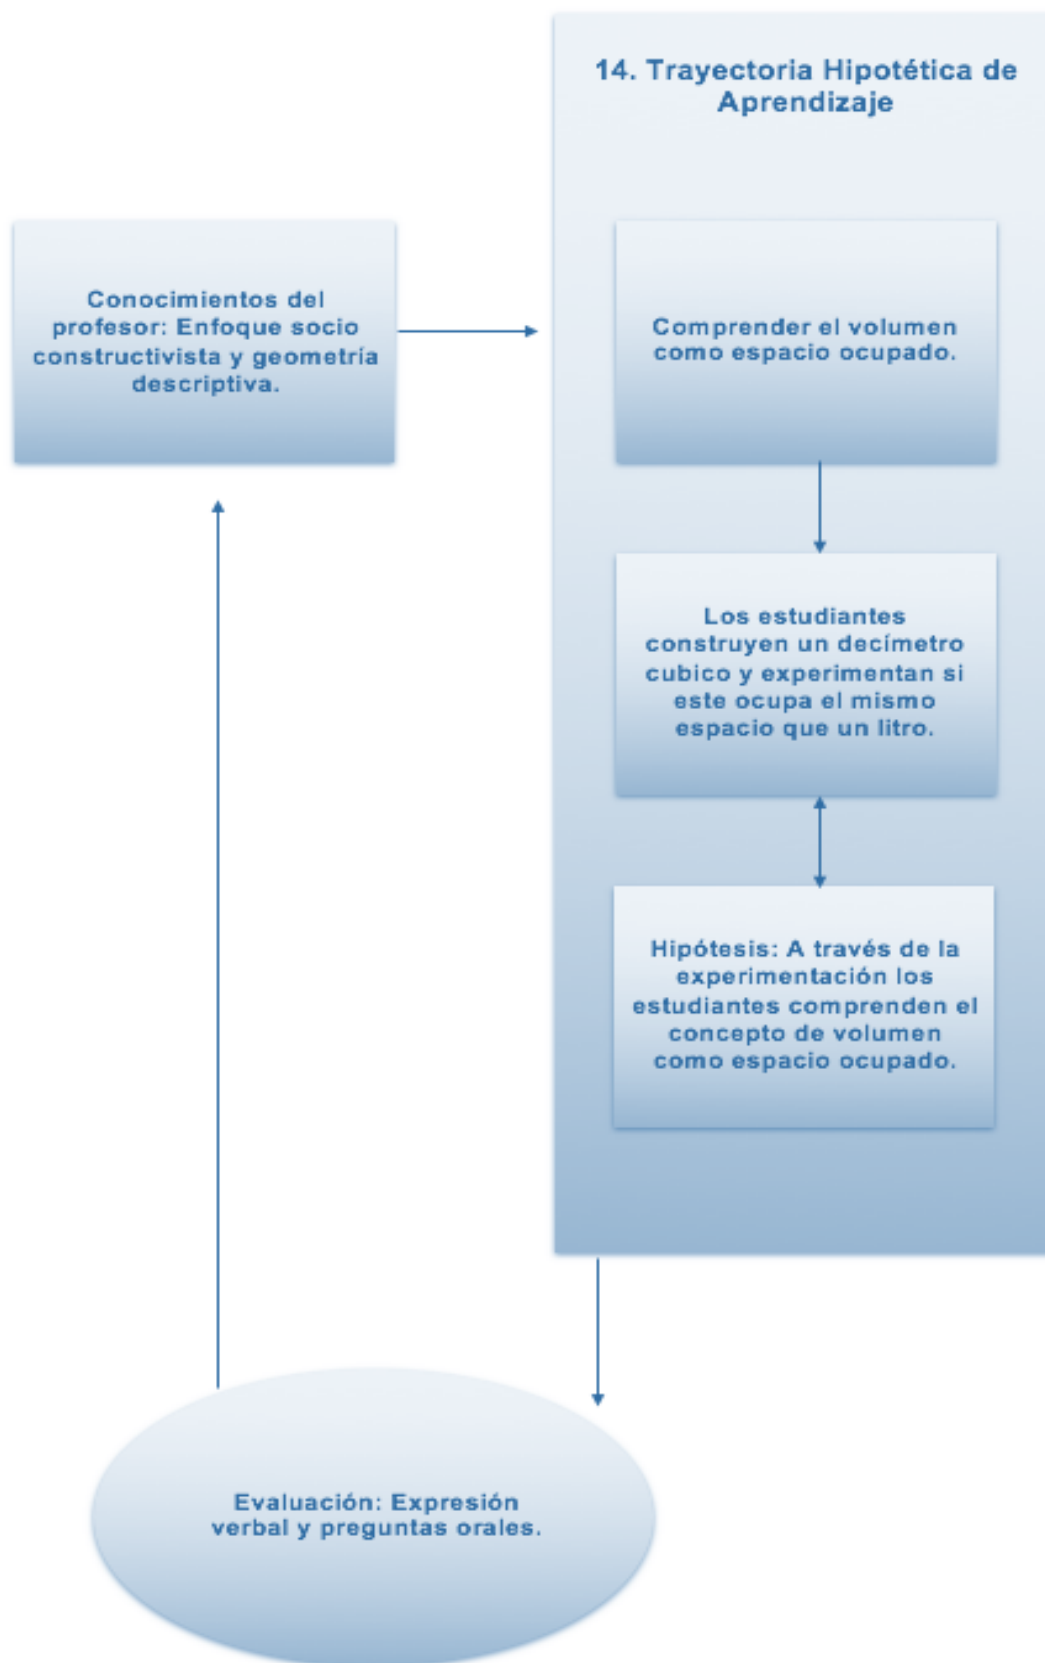 14. Trayectoria Hipotética de
Aprendizaje
Conocimientos del
profesor: Enfoque socio
constructivista y geometría
descriptiva.
Comprender el volumen
como espacio ocupado.
Los estudiantes
construyen un decímetro
cubico y experimentan si
este ocupa el mismo
espacio que un litro.
Hipótesis: A través de la
experimentación los
estudiantes comprenden el
concepto de volumen
como espacio ocupado.
Evaluación: Expresión
verbal y preguntas orales.